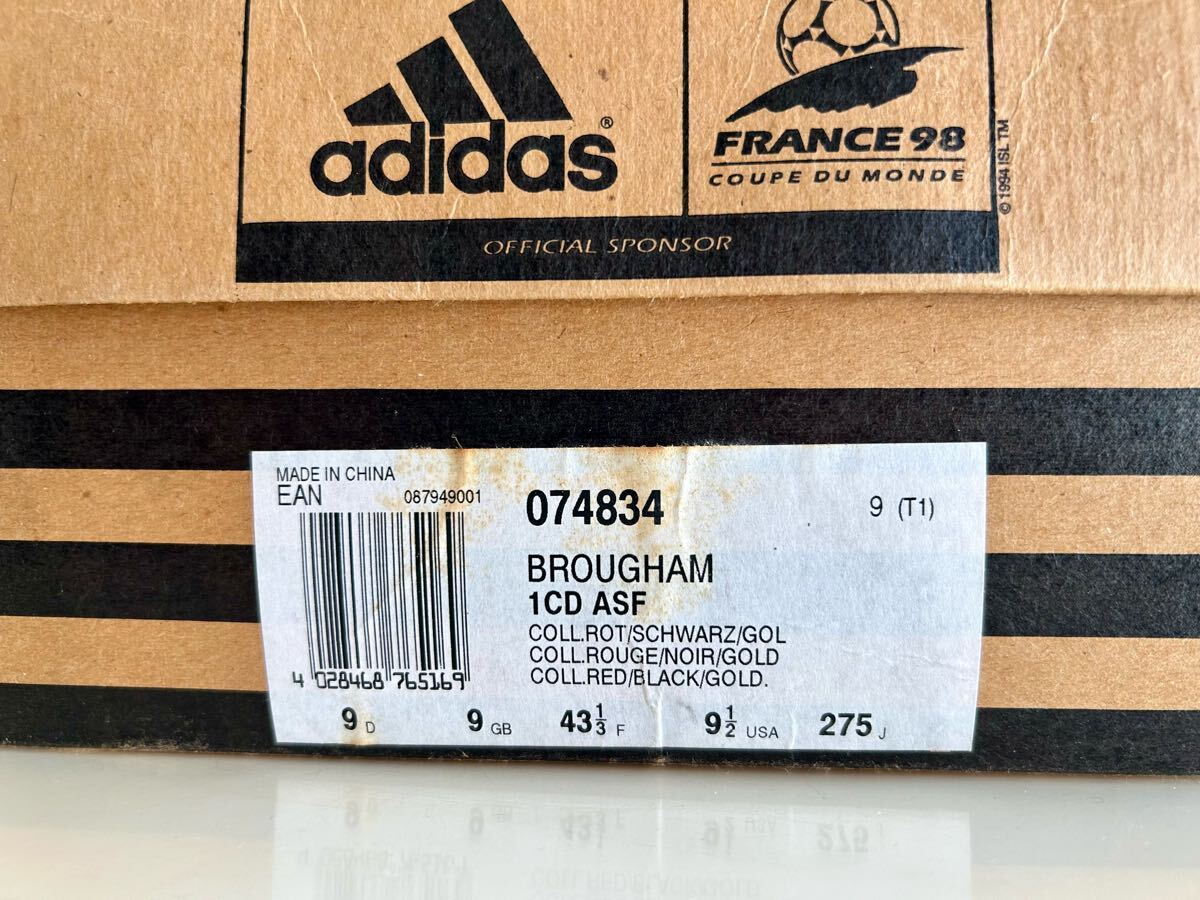 adidas®
FRANCE 98
COUPE DU MONDE
© 1994 ISL TM
OFFICIAL SPONSOR
MADE IN CHINA
EAN 087949001
074834
9 (T1)
BROUGHAM
1CD ASF
COLL.ROT/SCHWARZ/GOL
COLL.ROUGE/NOIR/GOLD
COLL.RED/BLACK/GOLD.
4 028468 765169
9 D 9 GB 43 1/3 F 9 1/2 USA 275 J